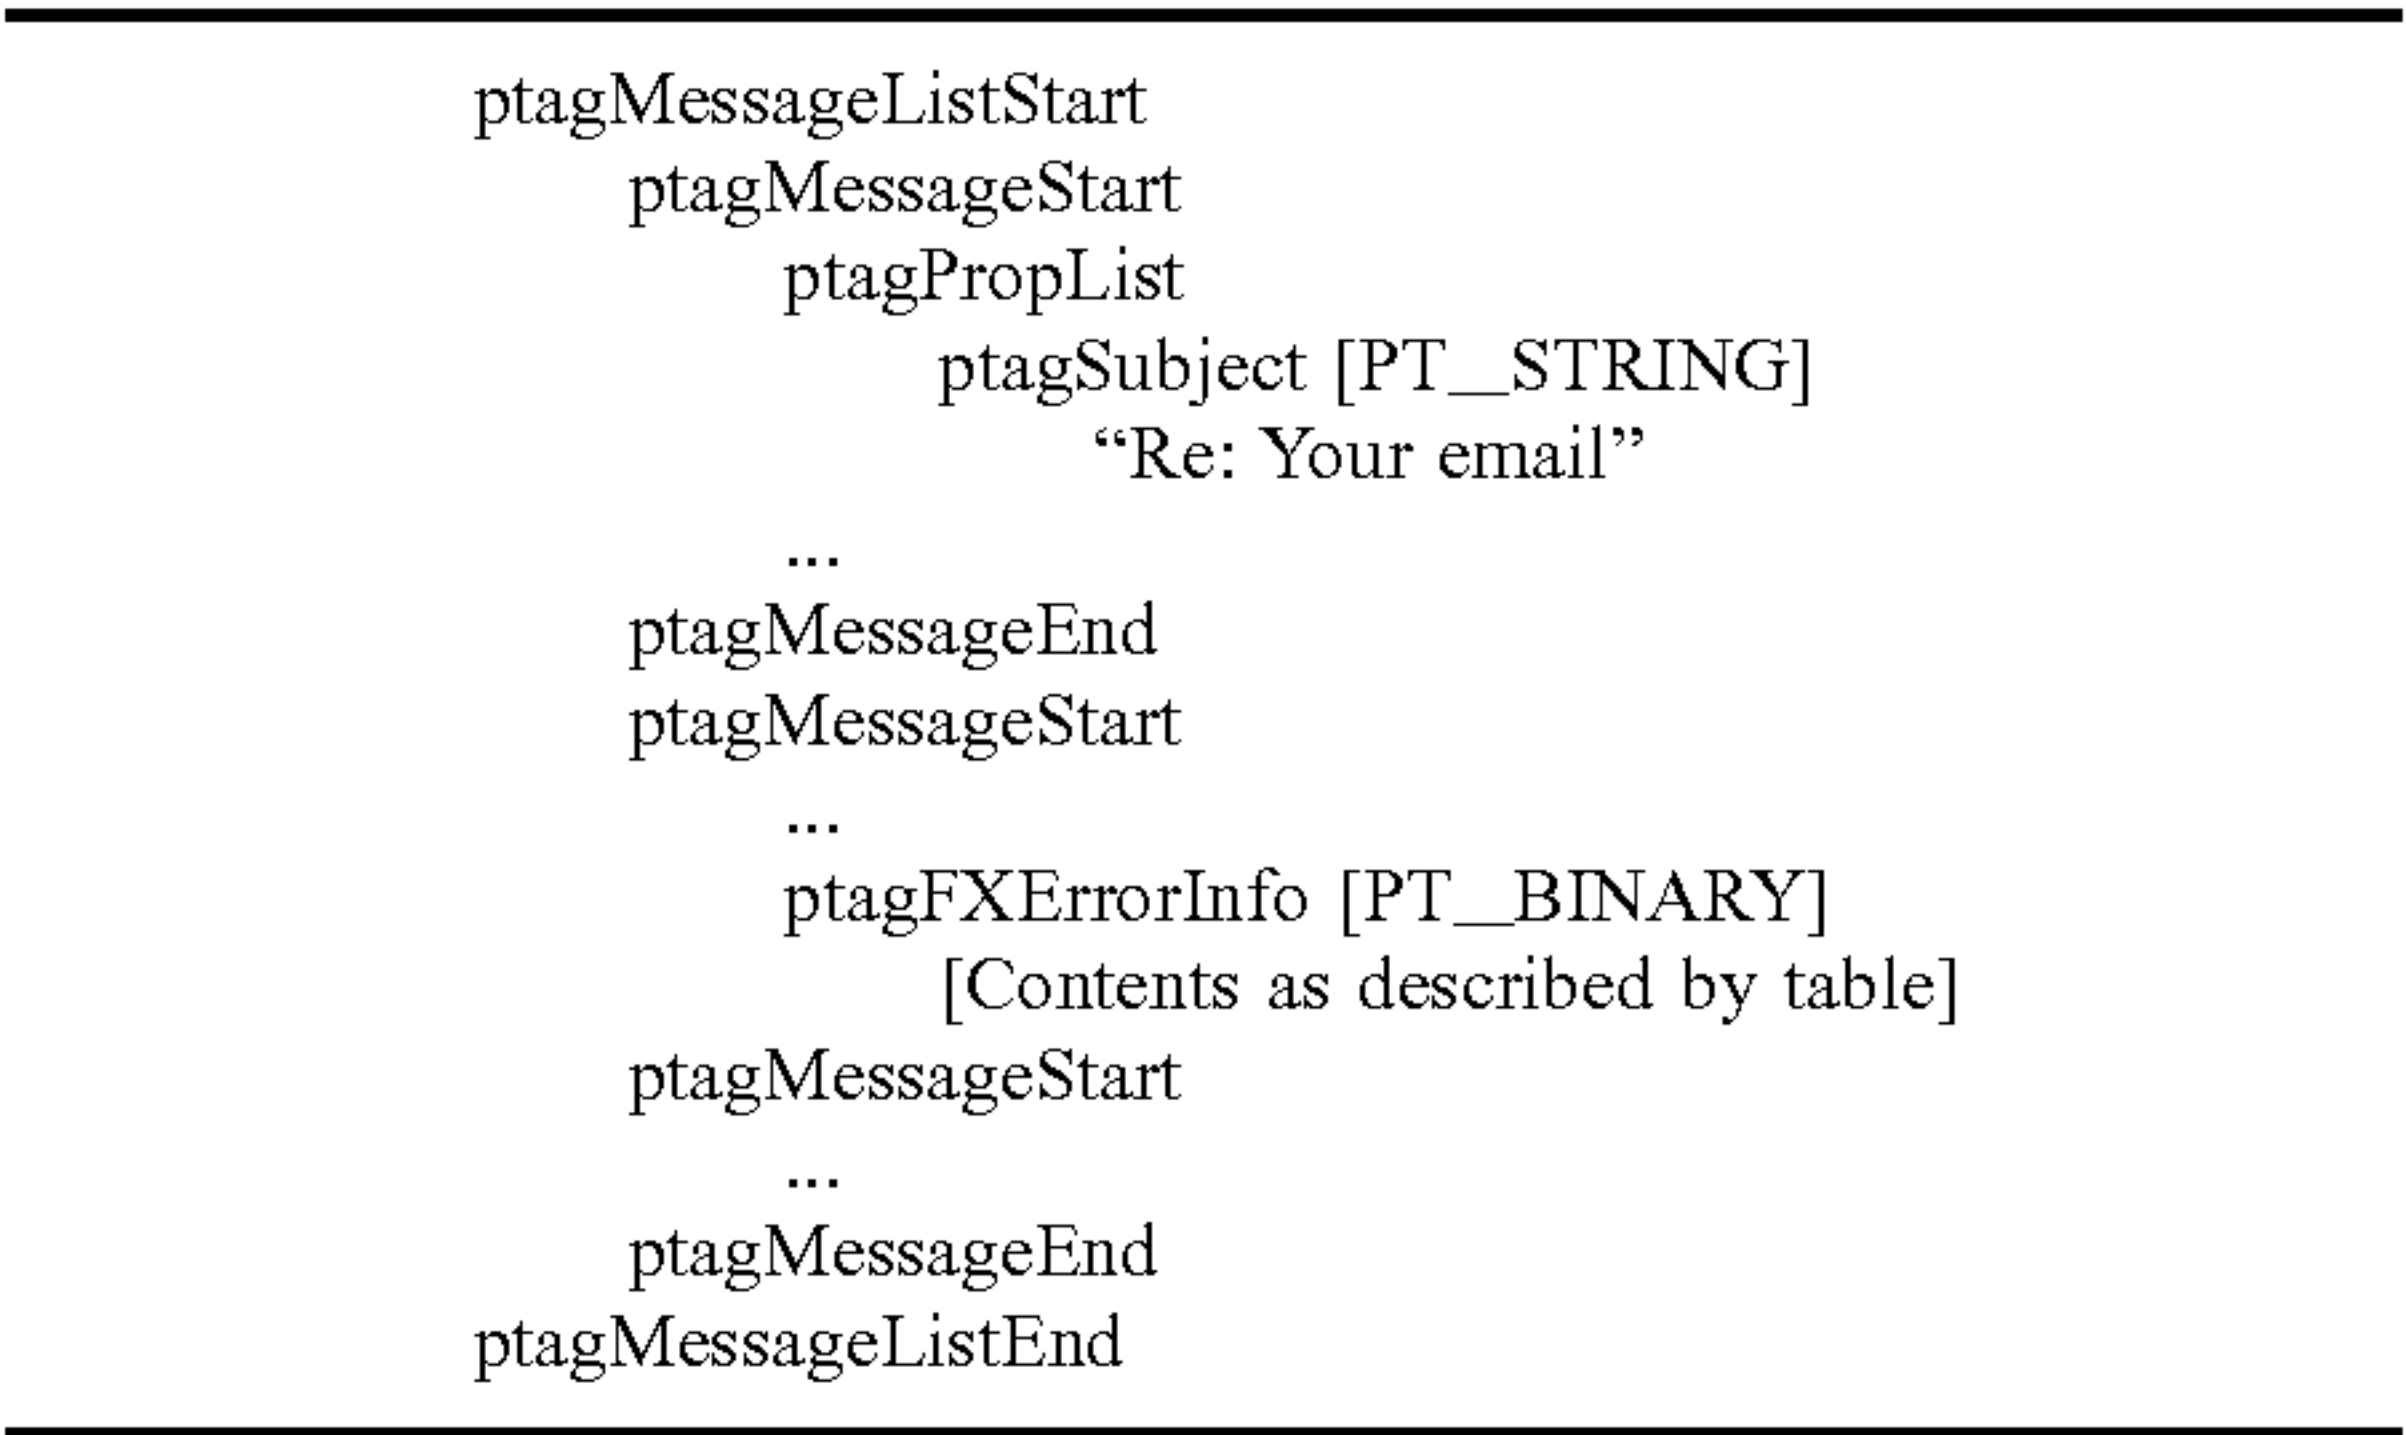 ptagMessageListStart
ptagMessageStart
ptagPropList
ptagSubject [PT_STRING]
“Re: Your email”
...
ptagMessageEnd
ptagMessageStart
...
ptagFXErrorInfo [PT_BINARY]
[Contents as described by table]
ptagMessageStart
...
ptagMessageEnd
ptagMessageListEnd